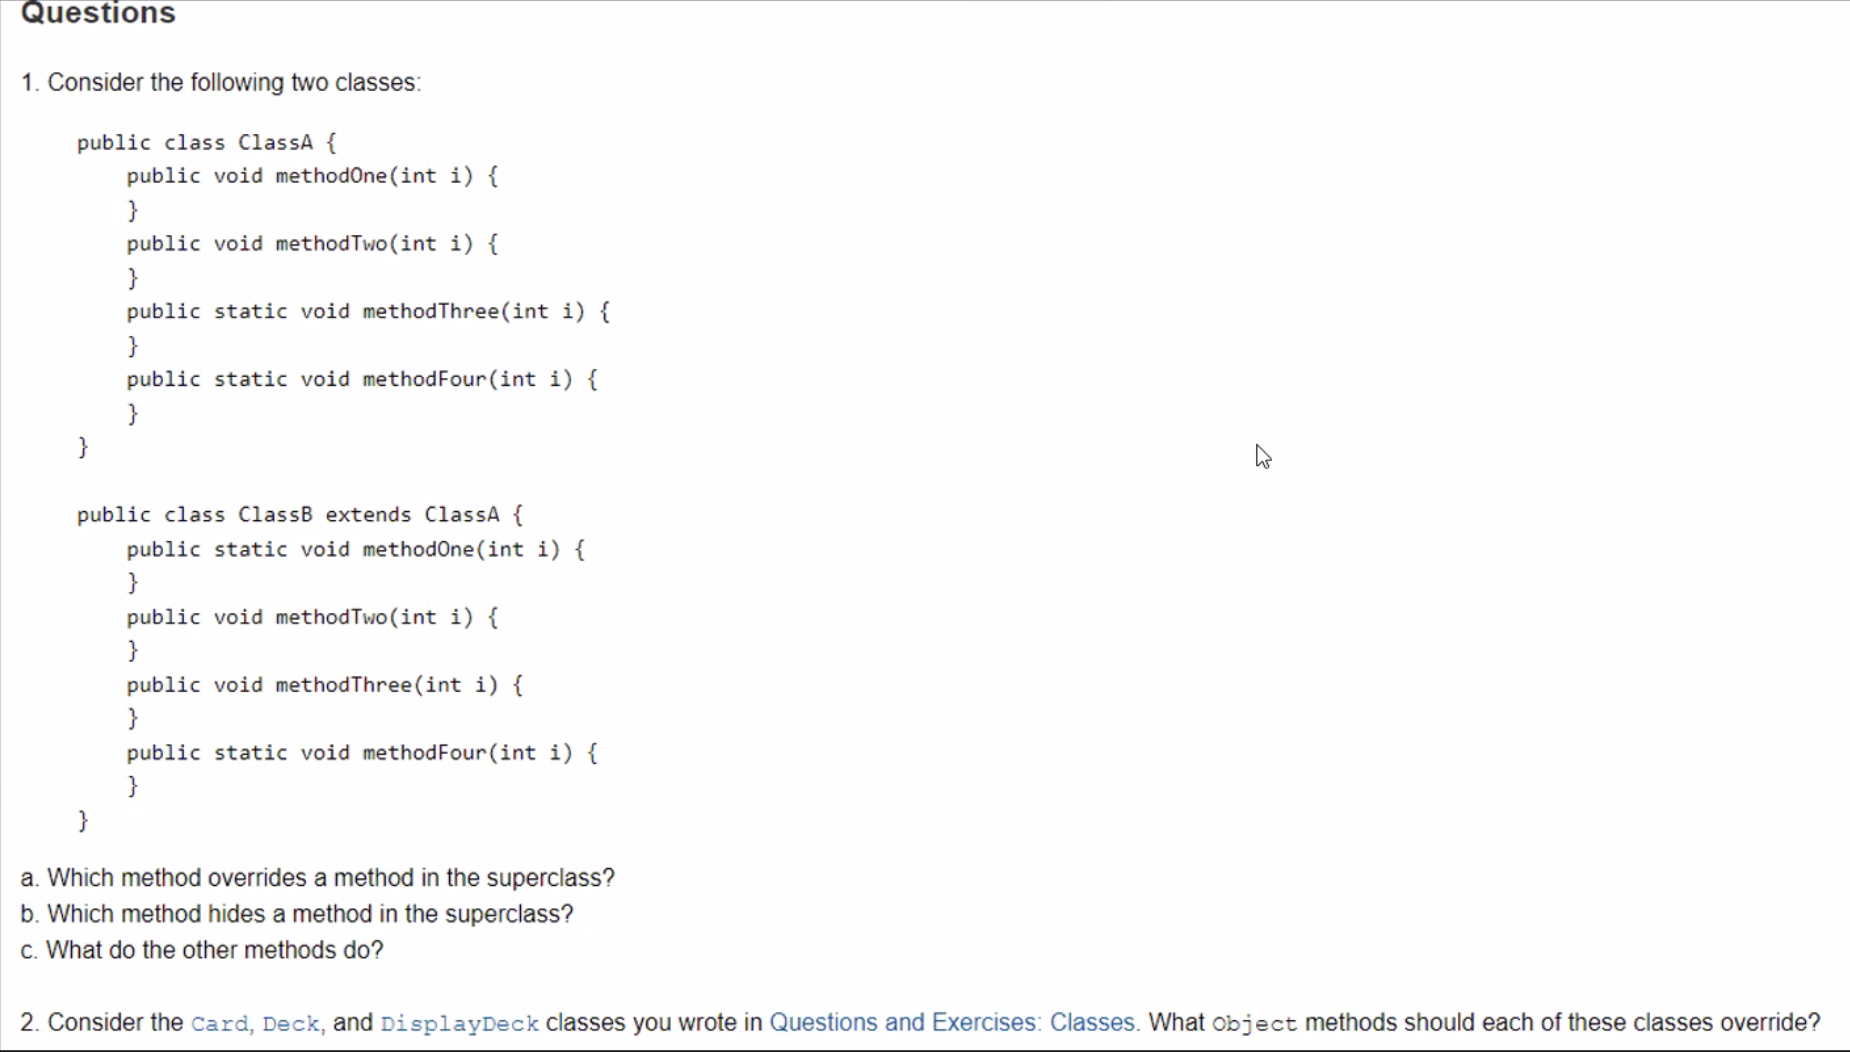 Questions
1. Consider the following two classes:
public class ClassA {
    public void methodOne(int i) {
    }
    public void methodTwo(int i) {
    }
    public static void methodThree(int i) {
    }
    public static void methodFour(int i) {
    }
}
public class ClassB extends ClassA {
    public static void methodOne(int i) {
    }
    public void methodTwo(int i) {
    }
    public void methodThree(int i) {
    }
    public static void methodFour(int i) {
    }
}
a. Which method overrides a method in the superclass?
b. Which method hides a method in the superclass?
c. What do the other methods do?
2. Consider the Card, Deck, and DisplayDeck classes you wrote in Questions and Exercises: Classes. What Object methods should each of these classes override?